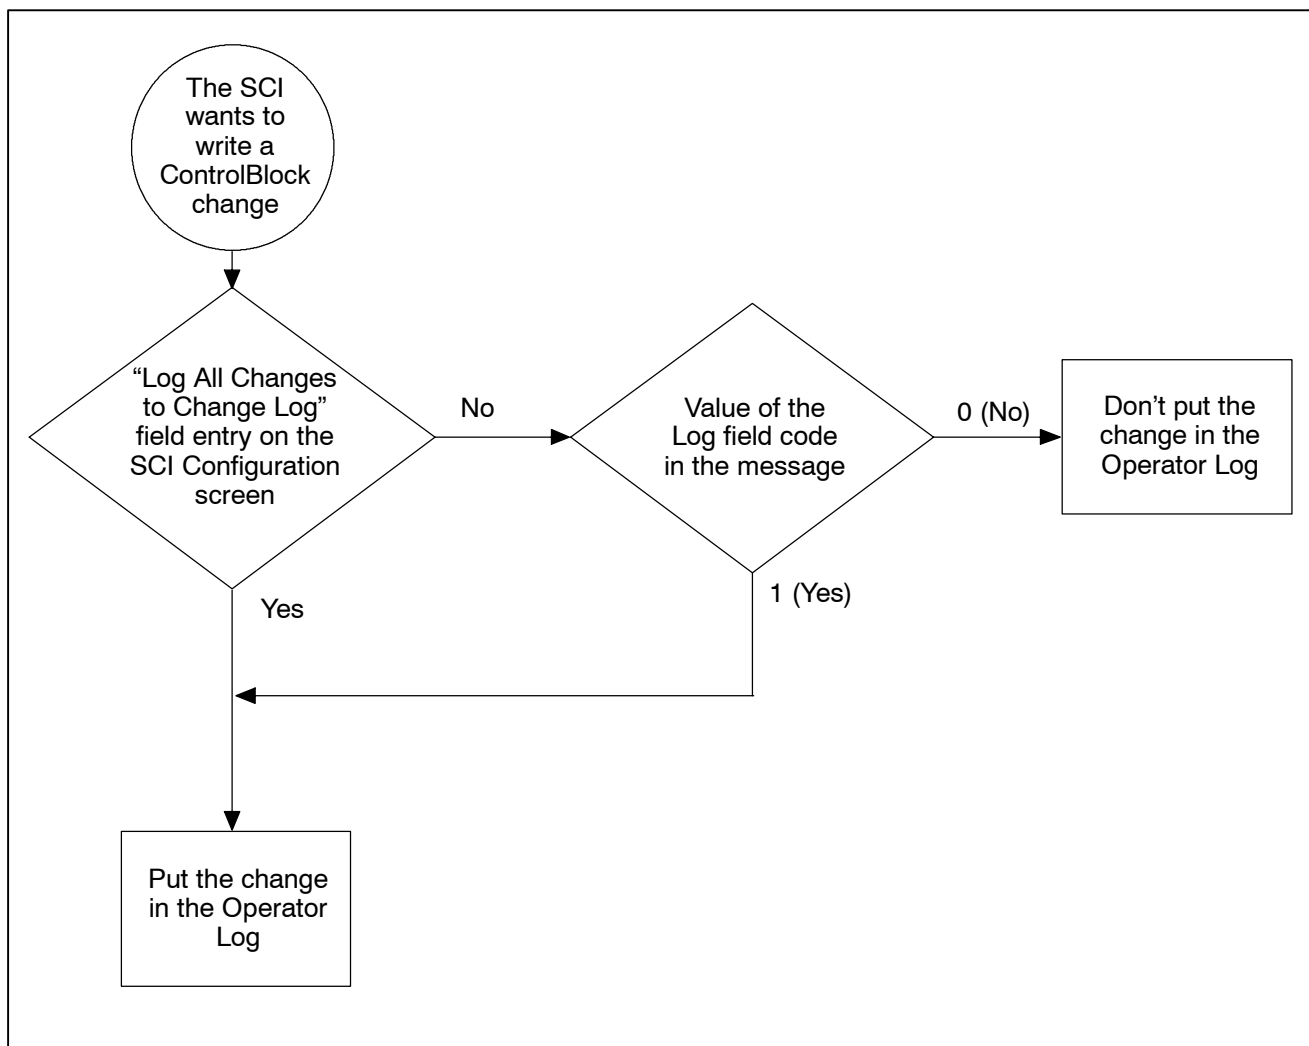 The SCI
wants to
write a
ControlBlock
change
“Log All Changes
to Change Log”
field entry on the
SCI Configuration
screen
No
Value of the
Log field code
in the message
0 (No)
Don’t put the
change in the
Operator Log
Yes
1 (Yes)
Put the change
in the Operator
Log